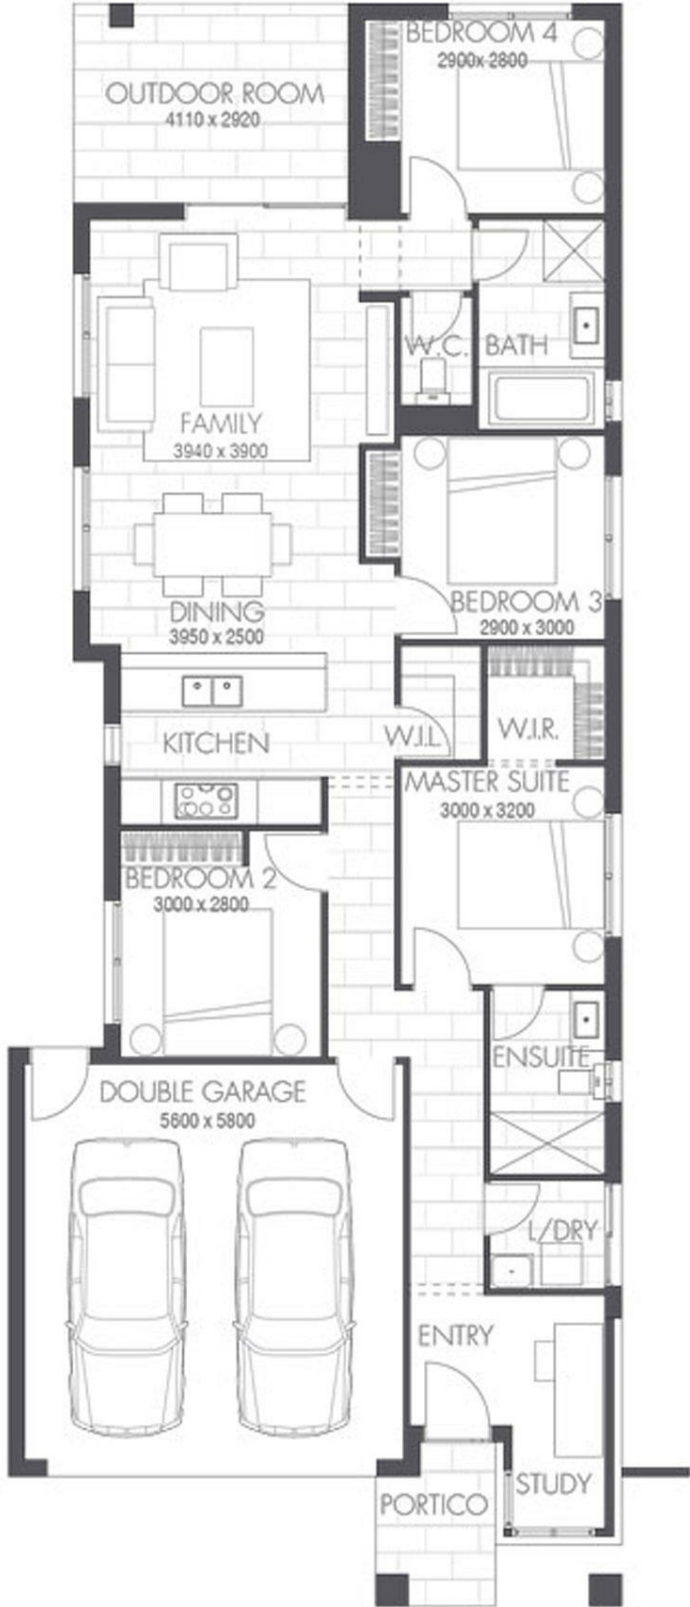 BEDROOM 4
2900x 2800
OUTDOOR ROOM
4110 x 2920
W.C.
BATH
FAMILY
3940 x 3900
BEDROOM 3
2900 x 3000
DINING
3950 x 2500
KITCHEN
W.I.L.
W.I.R.
MASTER SUITE
3000 x 3200
BEDROOM 2
3000 x 2800
ENSUITE
DOUBLE GARAGE
5600 x 5800
L/DRY
ENTRY
STUDY
PORTICO